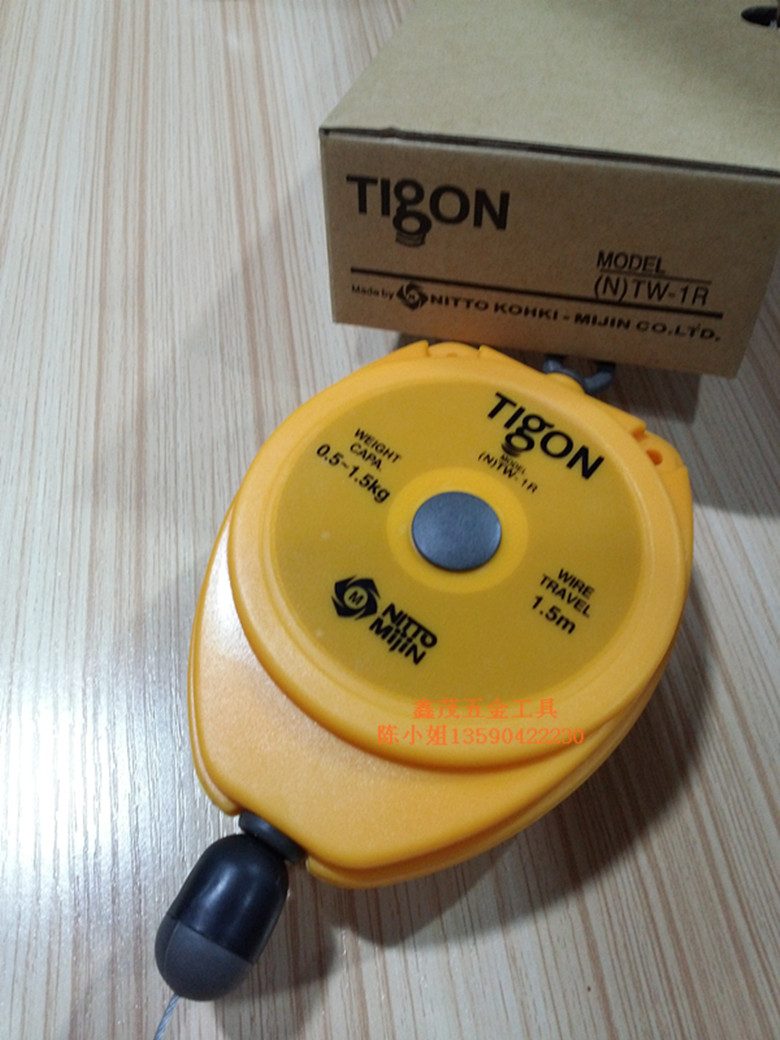 TIgON
MODEL
(N)TW-1R
Made by M NITTO KOHKI - MIJIN CO.LTD.
TIgON
MODEL
(N)TW-1R
WEIGHT
CAPA.
0.5~1.5kg
WIRE
TRAVEL
1.5m
M
NITTO
MIJIN
鑫茂五金工具
陈小姐13590422230